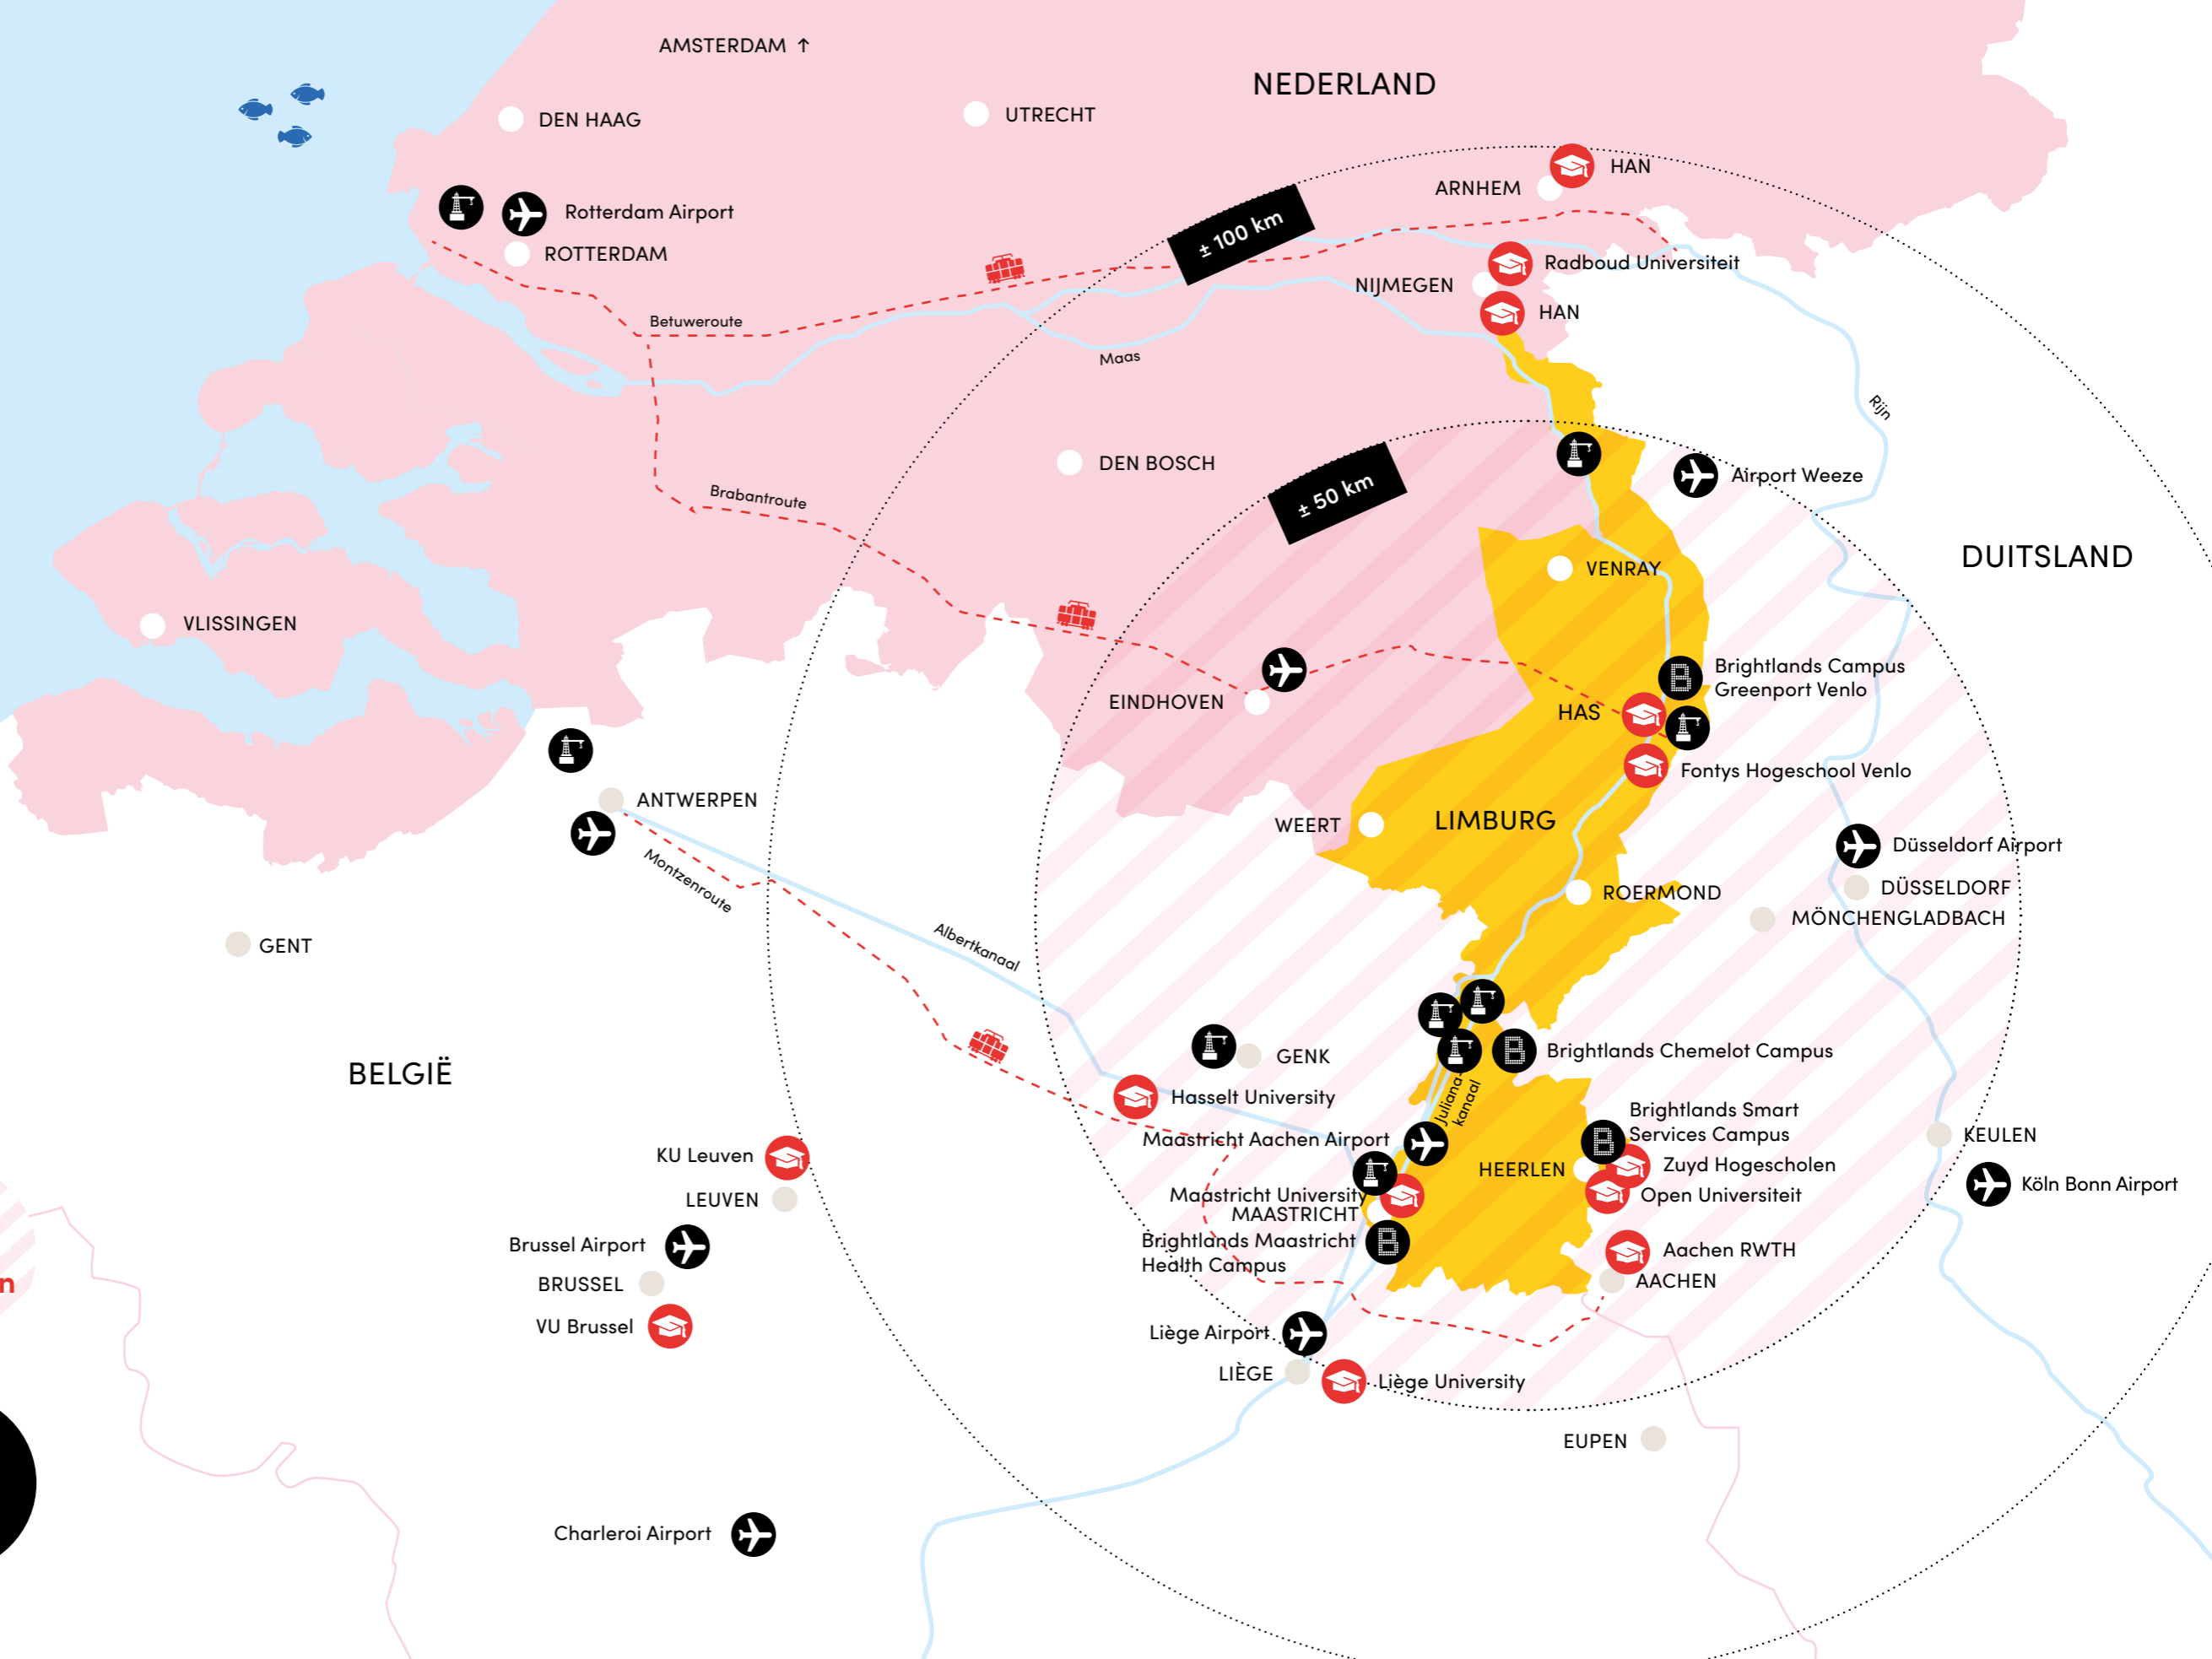 AMSTERDAM ↑
NEDERLAND
DEN HAAG
UTRECHT
HAN
ARNHEM
Rotterdam Airport
ROTTERDAM
± 100 km
Radboud Universiteit
NIJMEGEN
HAN
Betuweroute
Maas
Rijn
DEN BOSCH
± 50 km
Airport Weeze
Brabantroute
DUITSLAND
VENRAY
VLISSINGEN
Brightlands Campus
Greenport Venlo
EINDHOVEN
HAS
Fontys Hogeschool Venlo
ANTWERPEN
WEERT
LIMBURG
Düsseldorf Airport
Montzenroute
DÜSSELDORF
ROERMOND
MÖNCHENGLADBACH
GENT
Albertkanaal
B
Brightlands Chemelot Campus
GENK
BELGIË
Hasselt University
Juliana-
kanaal
Brightlands Smart
Services Campus
B
B
B
Maastricht Aachen Airport
KEULEN
KU Leuven
HEERLEN
Zuyd Hogescholen
Köln Bonn Airport
Maastricht University
Open Universiteit
LEUVEN
MAASTRICHT
Brussel Airport
Brightlands Maastricht
Health Campus
Aachen RWTH
AACHEN
BRUSSEL
n
VU Brussel
Liège Airport
LIÈGE
Liège University
EUPEN
Charleroi Airport